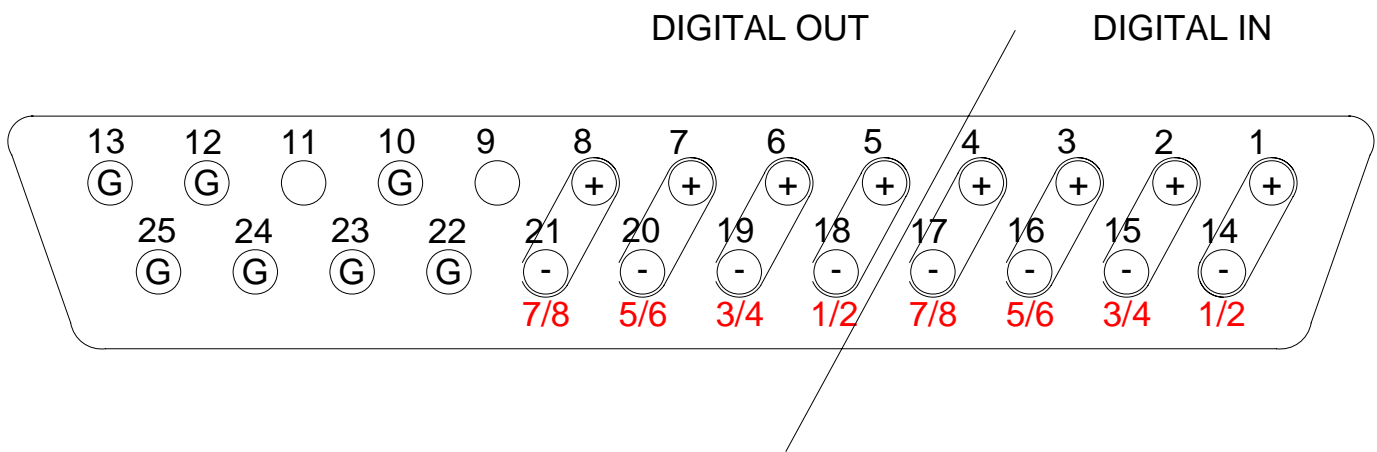 DIGITAL OUT DIGITAL IN
13 12 11 10 9 8 7 6 5 4 3 2 1
G G G + + + + + + + +
25 24 23 22 21 20 19 18 17 16 15 14
G G G G - - - - - - - -
7/8 5/6 3/4 1/2 7/8 5/6 3/4 1/2